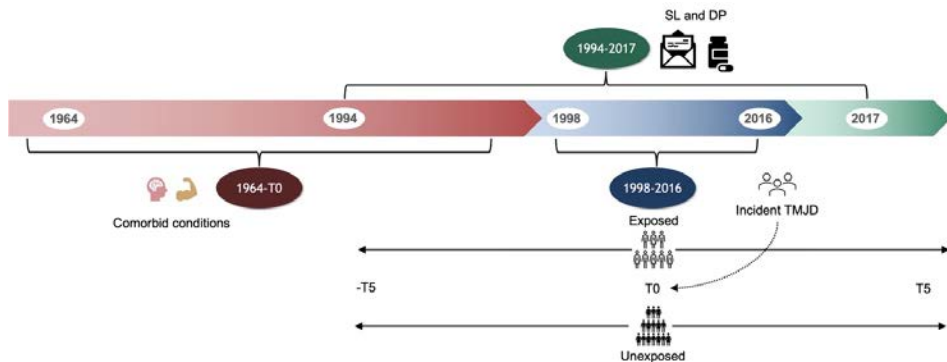 SL and DP
1994-2017
1964
1994
1998
2016
2017
1964-T0
1998-2016
Comorbid conditions
Exposed
Incident TMJD
-T5
T0
T5
Unexposed